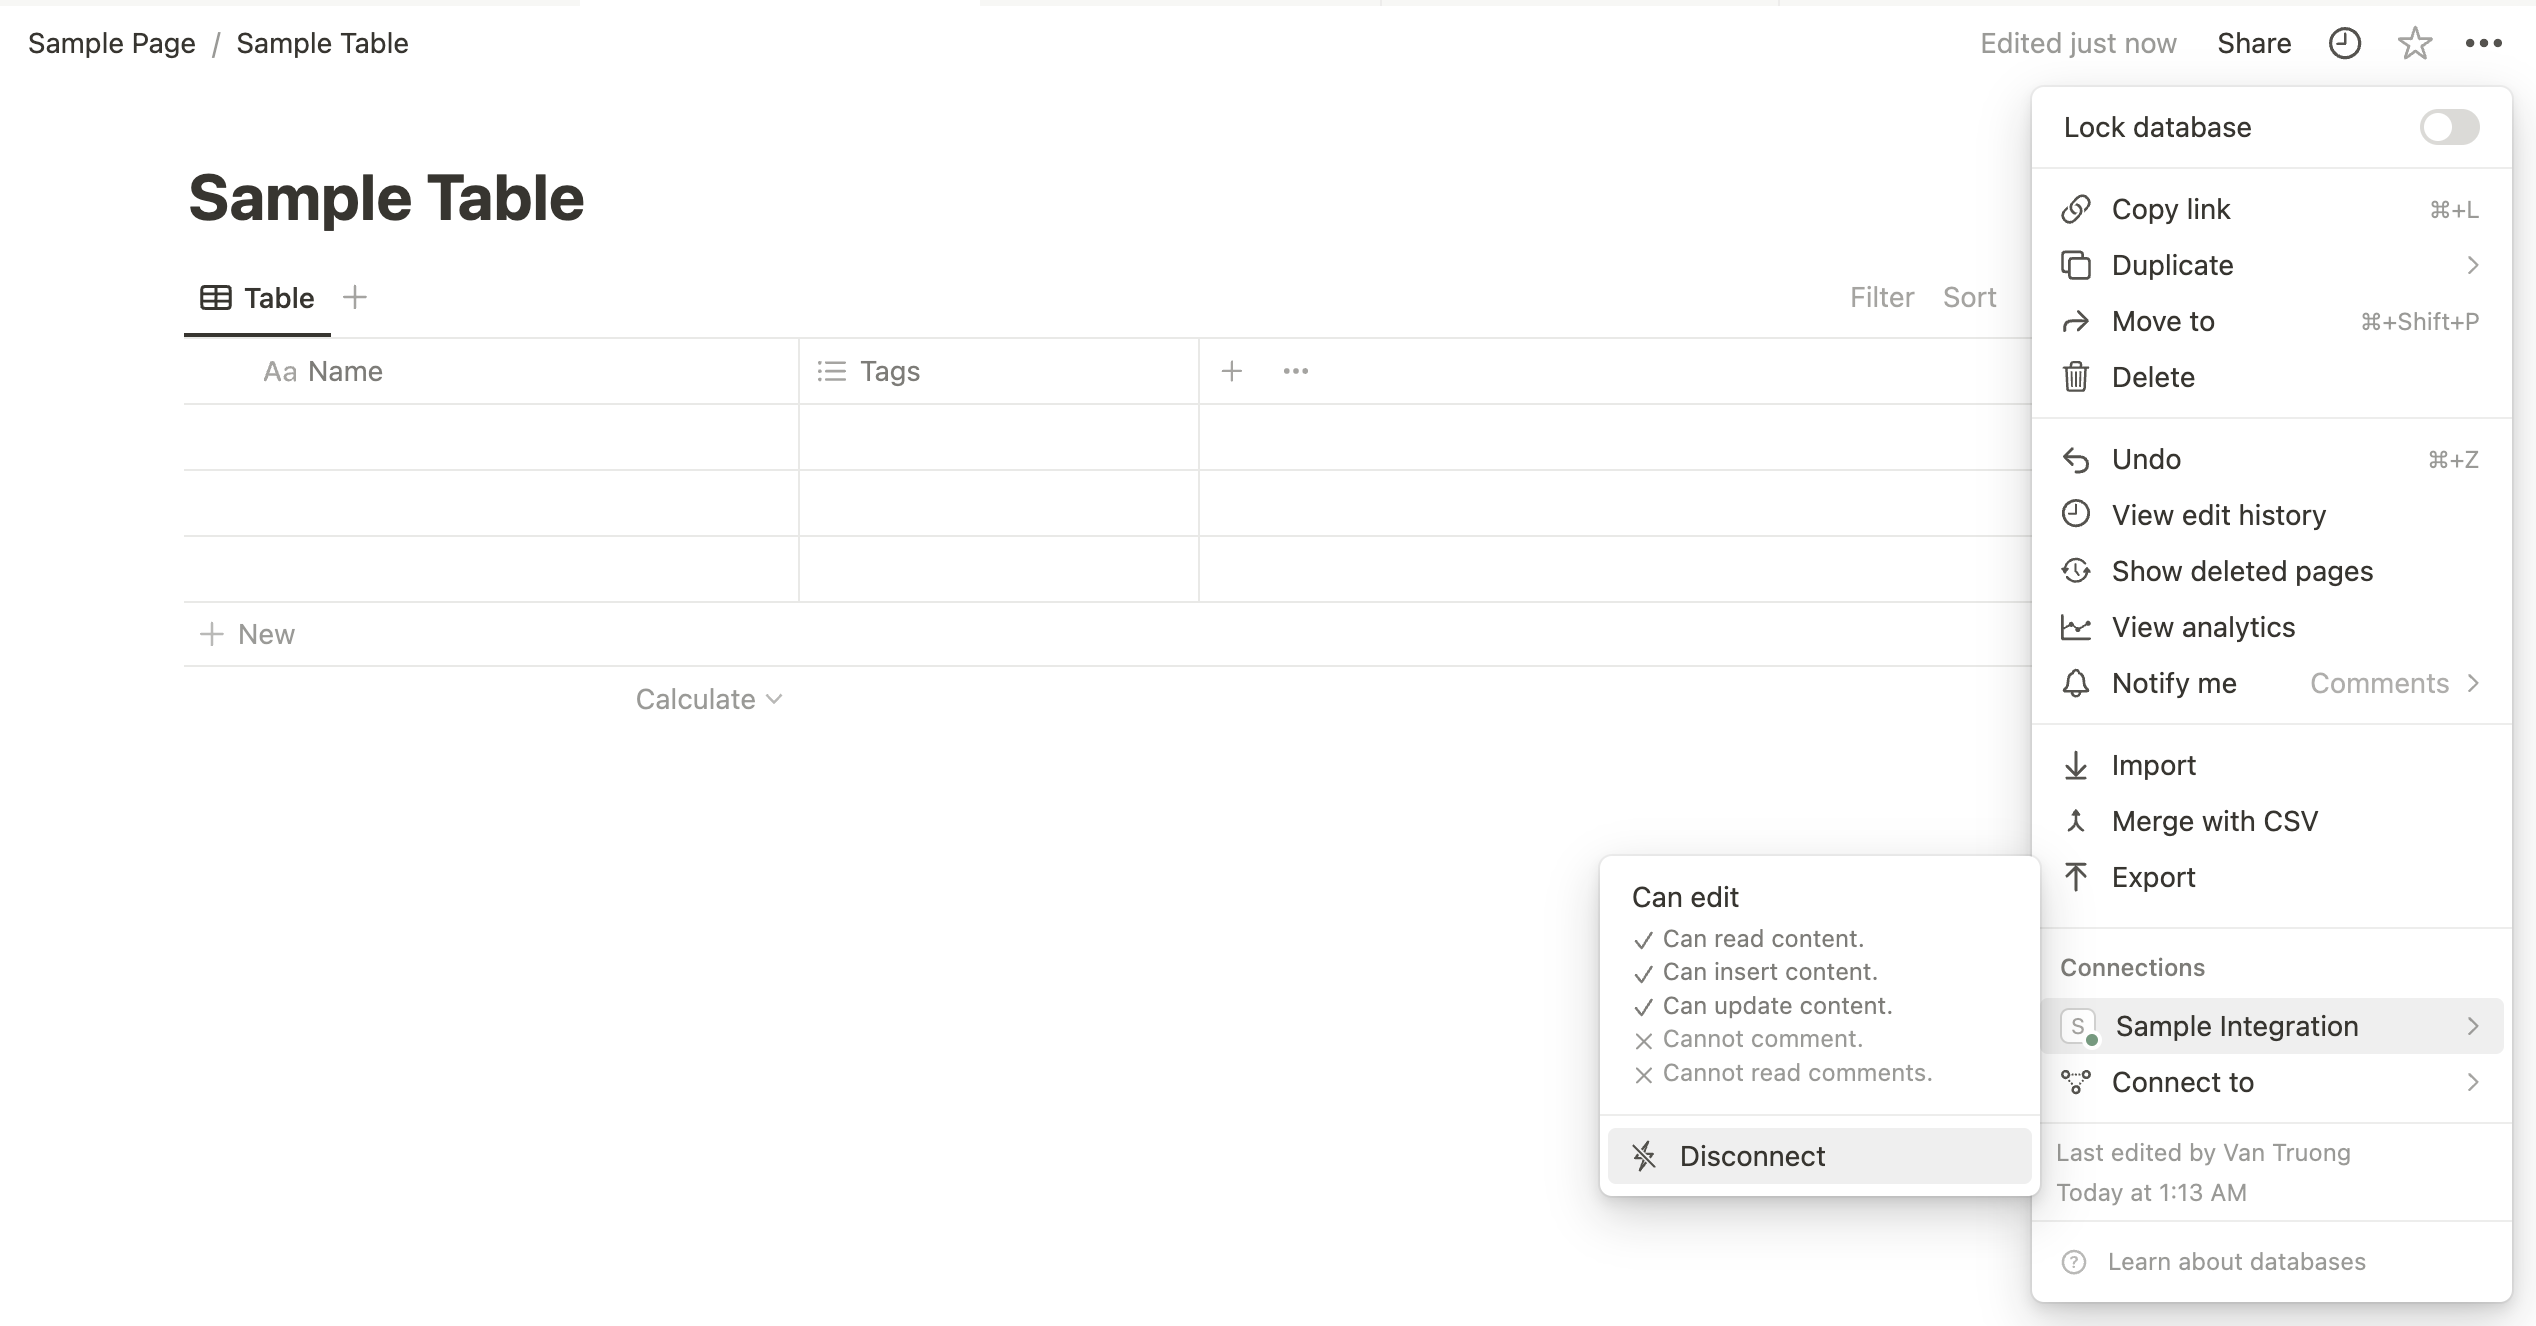 Sample Page / Sample Table
Edited just now Share
Sample Table
Table
Filter Sort
Aa Name Tags
New
Calculate
Lock database
Copy link ⌘+L
Duplicate
Move to ⌘+Shift+P
Delete
Undo ⌘+Z
View edit history
Show deleted pages
View analytics
Notify me Comments
Import
Merge with CSV
Export
Connections
S Sample Integration
Connect to
Last edited by Van Truong
Today at 1:13 AM
Learn about databases
Can edit
Can read content.
Can insert content.
Can update content.
Cannot comment.
Cannot read comments.
Disconnect